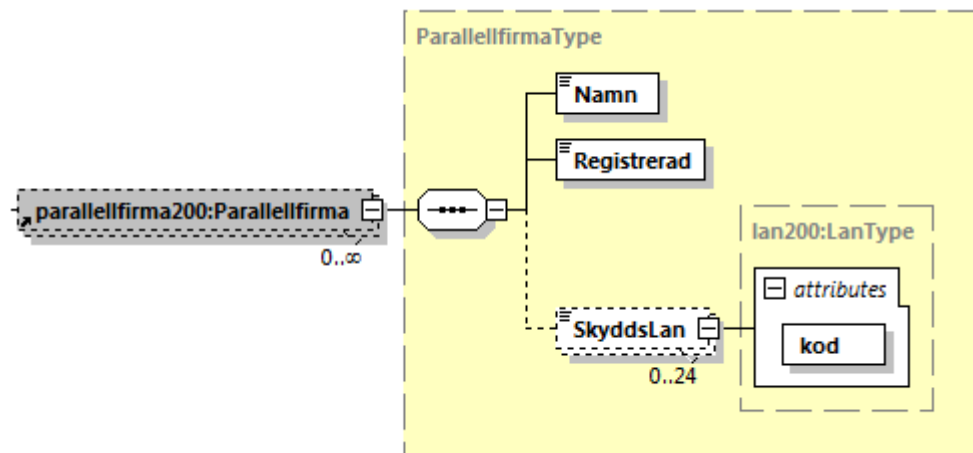 ParallellfirmaType
Namn
Registrerad
parallellfirma200:Parallellfirma
0..∞
lan200:LanType
attributes
SkyddsLan
kod
0..24